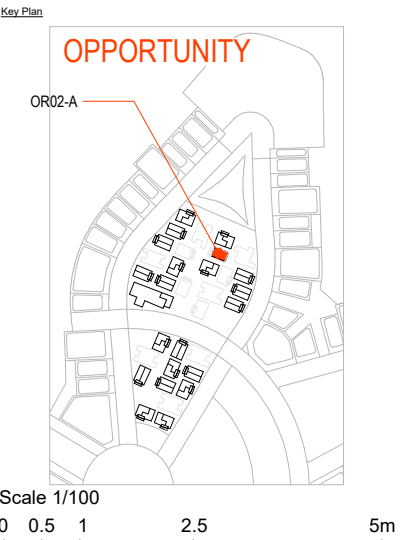 Key Plan
OPPORTUNITY
OR02-A
Scale 1/100
0 0.5 1 2.5 5m